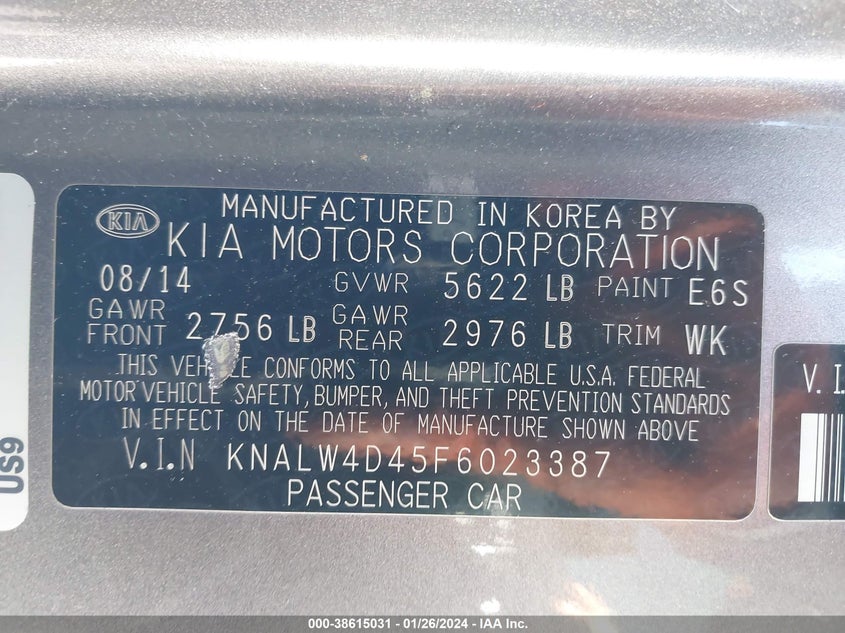 KIA
MANUFACTURED IN KOREA BY
KIA MOTORS CORPORATION
08/14 GVWR 5622 LB PAINT E6S
GAWR FRONT 2756 LB GAWR REAR 2976 LB TRIM WK
THIS VEHICLE CONFORMS TO ALL APPLICABLE U.S.A. FEDERAL
MOTOR VEHICLE SAFETY, BUMPER, AND THEFT PREVENTION STANDARDS
IN EFFECT ON THE DATE OF MANUFACTURE SHOWN ABOVE
V.I.N KNALW4D45F6023387
PASSENGER CAR
US9
V. I.
000-38615031 - 01/26/2024 - IAA Inc.